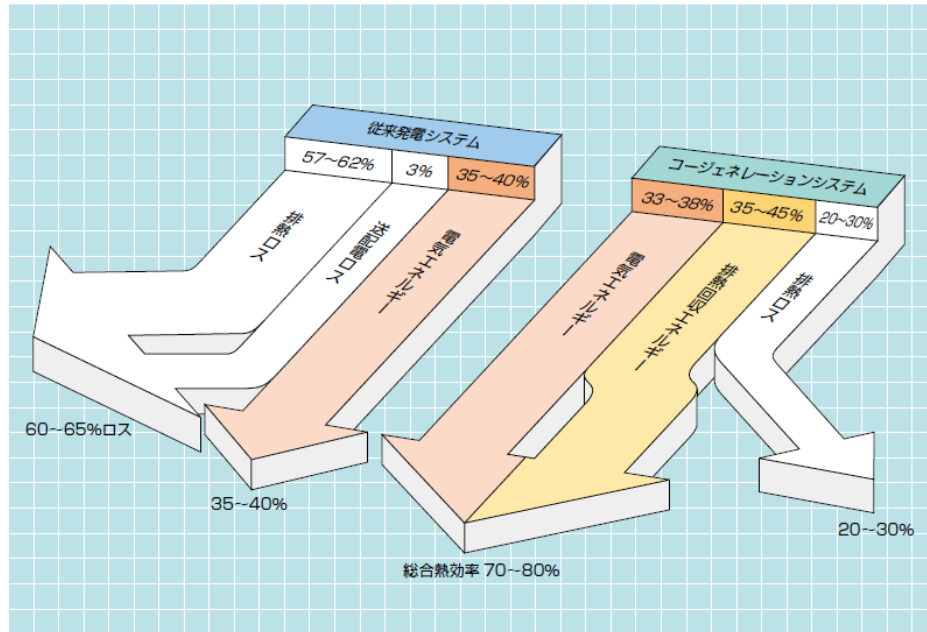 従来発電システム
57〜62%
3%
35〜40%
排熱ロス
送配電ロス
電気エネルギー
60〜65%ロス
35〜40%
コージェネレーションシステム
33〜38%
35〜45%
20〜30%
電気エネルギー
排熱回収エネルギー
排熱ロス
総合熱効率 70〜80%
20〜30%